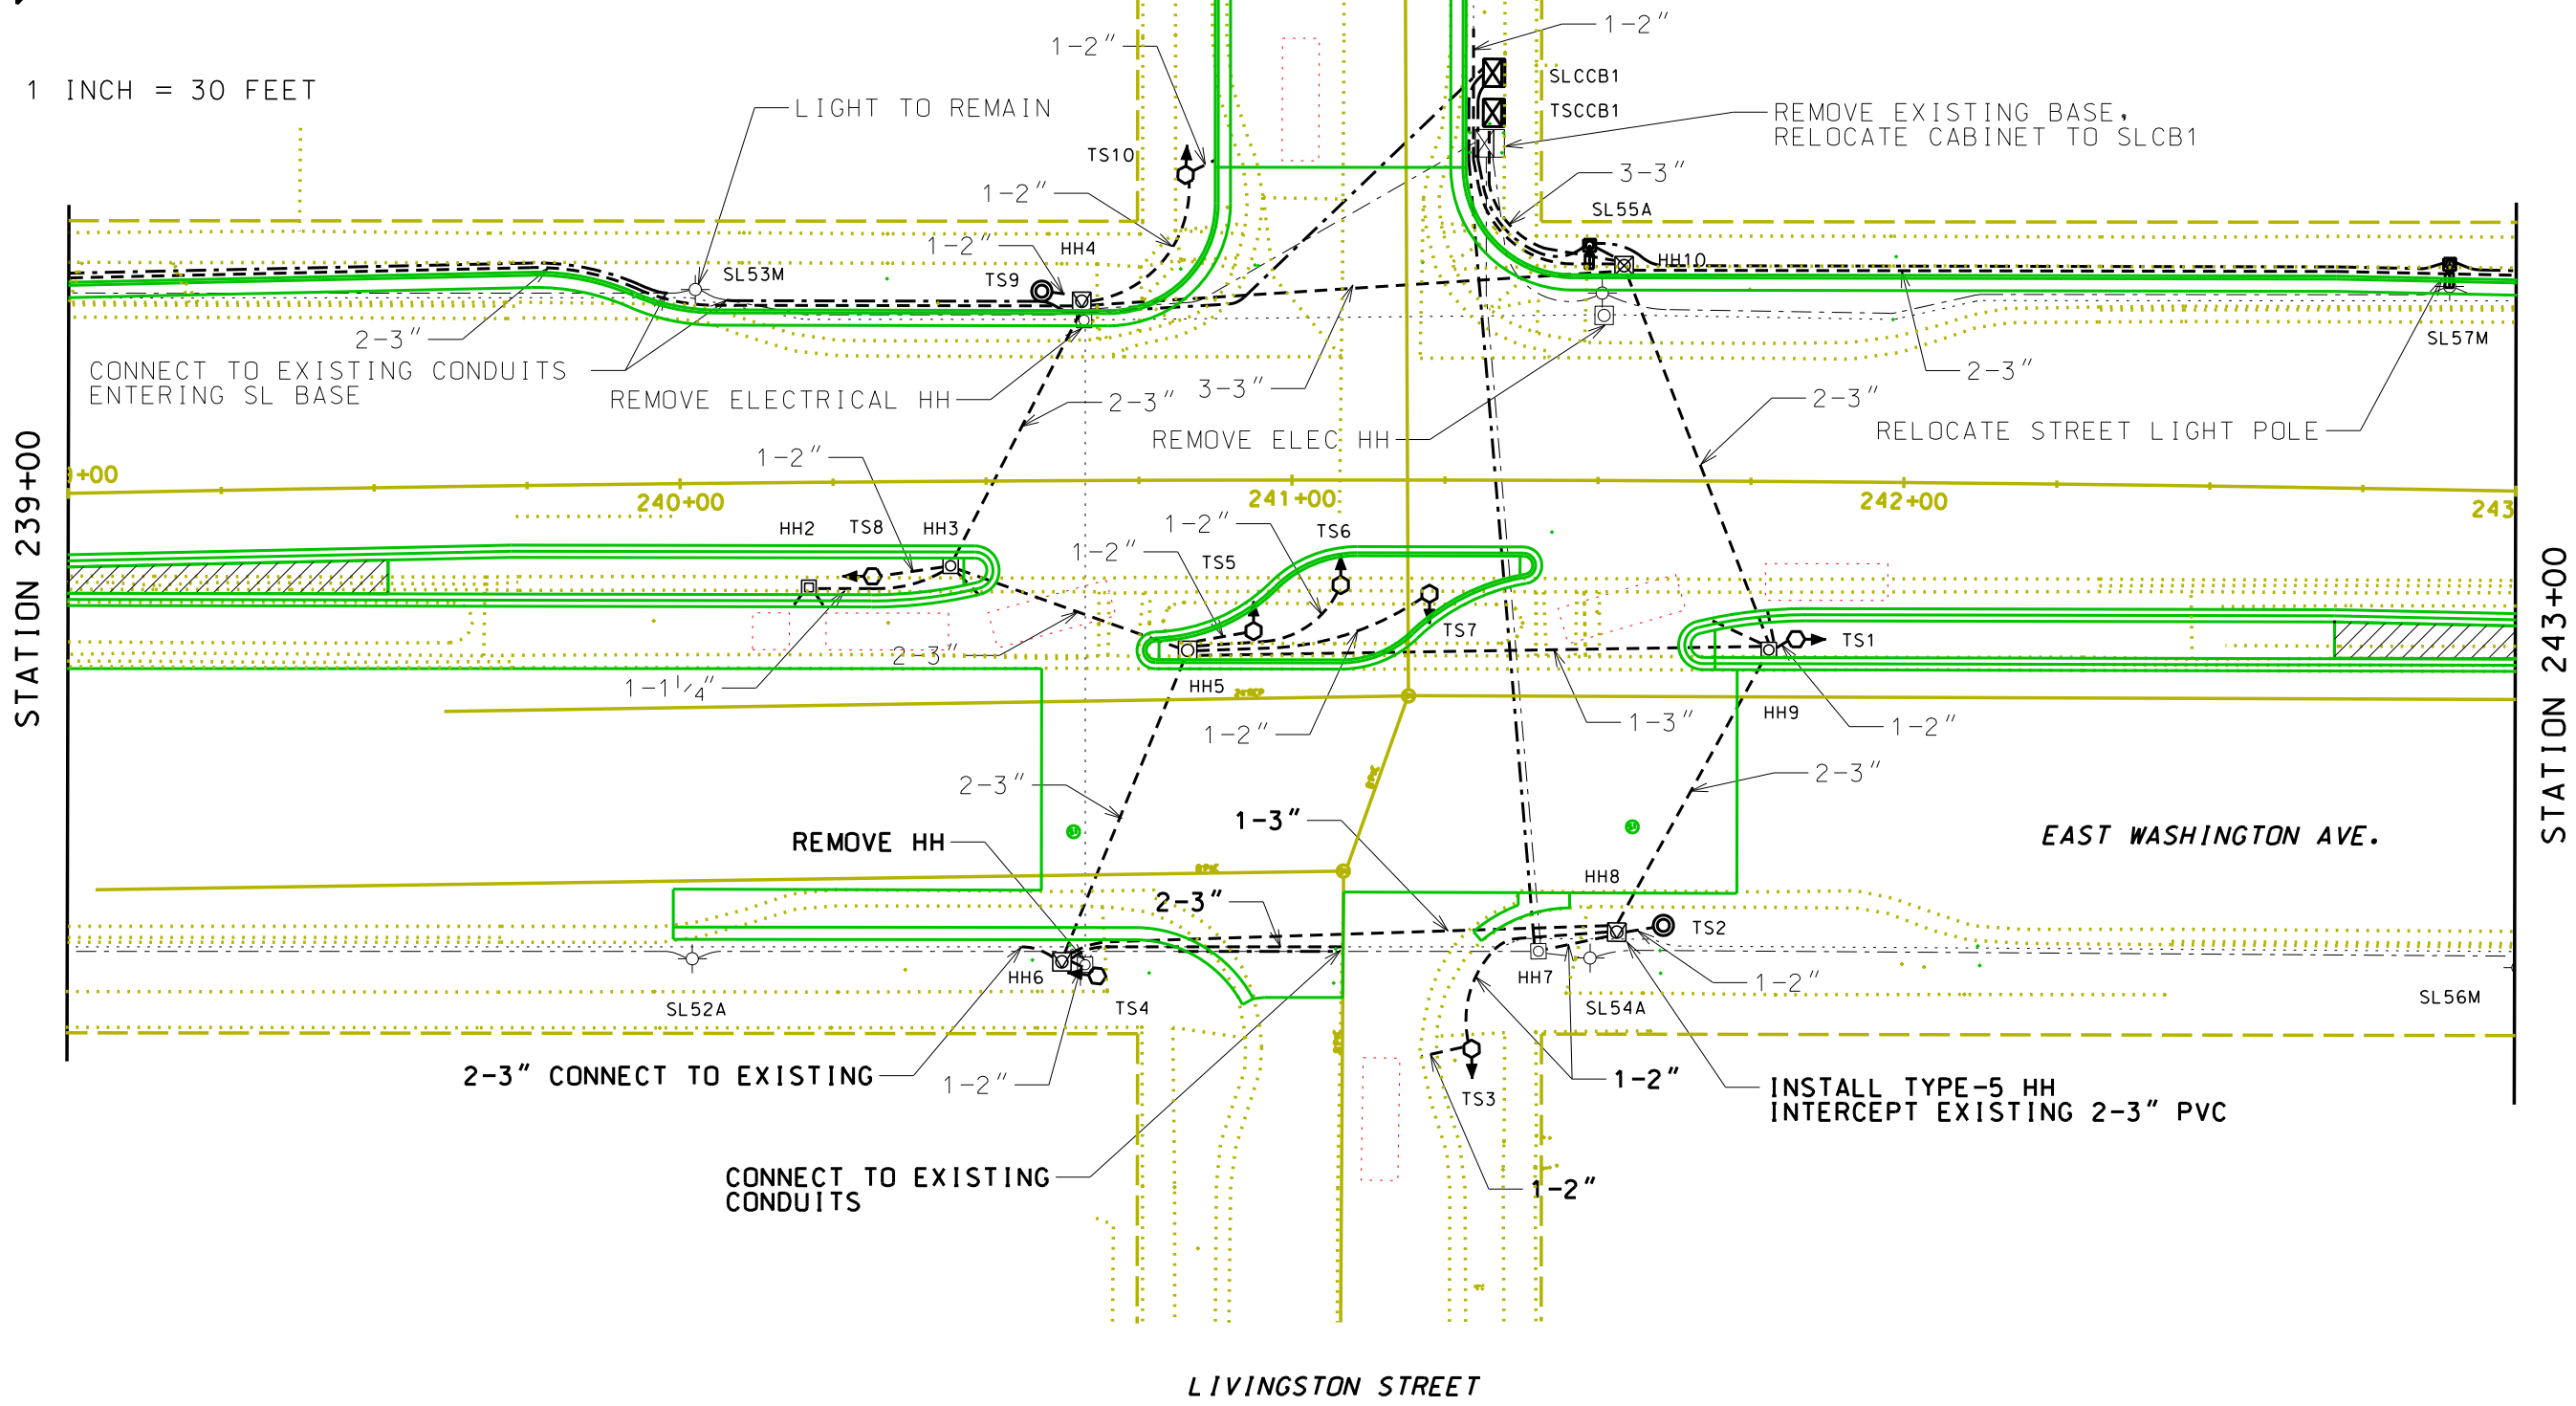 1-2"
1-2"
SLCCB1
1 INCH = 30 FEET
LIGHT TO REMAIN
TSCCB1
REMOVE EXISTING BASE,
RELOCATE CABINET TO SLCB1
TS10
3-3"
1-2"
SL55A
1-2"
HH4
HH10
SL53M
TS9
2-3"
SL57M
CONNECT TO EXISTING CONDUITS
ENTERING SL BASE
REMOVE ELECTRICAL HH
2-3"
3-3"
2-3"
2-3"
REMOVE ELEC HH
RELOCATE STREET LIGHT POLE
STATION 239+00
1-2"
+00
240+00
241+00
242+00
243
HH2
TS8
HH3
1-2"
TS6
1-2"
TS5
TS7
TS1
2-3"
1-1 1/4"
HH5
24"RCP
1-2"
1-3"
HH9
1-2"
STATION 243+00
2-3"
2-3"
1-3"
REMOVE HH
EAST WASHINGTON AVE.
HH8
2-3"
TS2
HH6
HH7
1-2"
SL52A
TS4
SL54A
SL56M
2-3" CONNECT TO EXISTING
1-2"
TS3
1-2"
INSTALL TYPE-5 HH
INTERCEPT EXISTING 2-3" PVC
CONNECT TO EXISTING
CONDUITS
1-2"
LIVINGSTON STREET